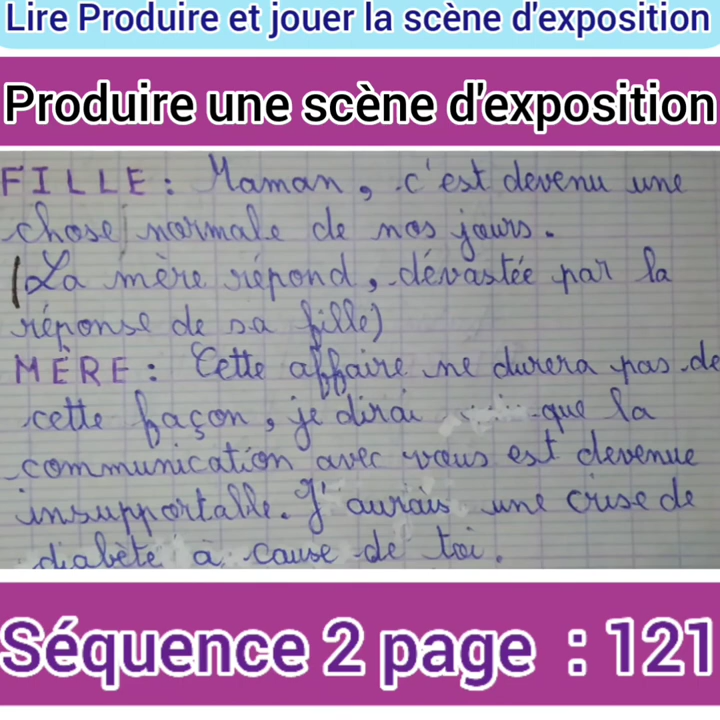 Lire Produire et jouer la scène d'exposition
Produire une scène d'exposition
FILLE : Maman, c'est devenu une
chose normale de nos jours.
(La mère répond, dévastée par la
réponse de sa fille)
MÈRE : Cette affaire ne durera pas de
cette façon, je dirai que la
communication avec vous est devenue
insupportable. J'aurais une crise de
diabète à cause de toi.
Séquence 2 page : 121